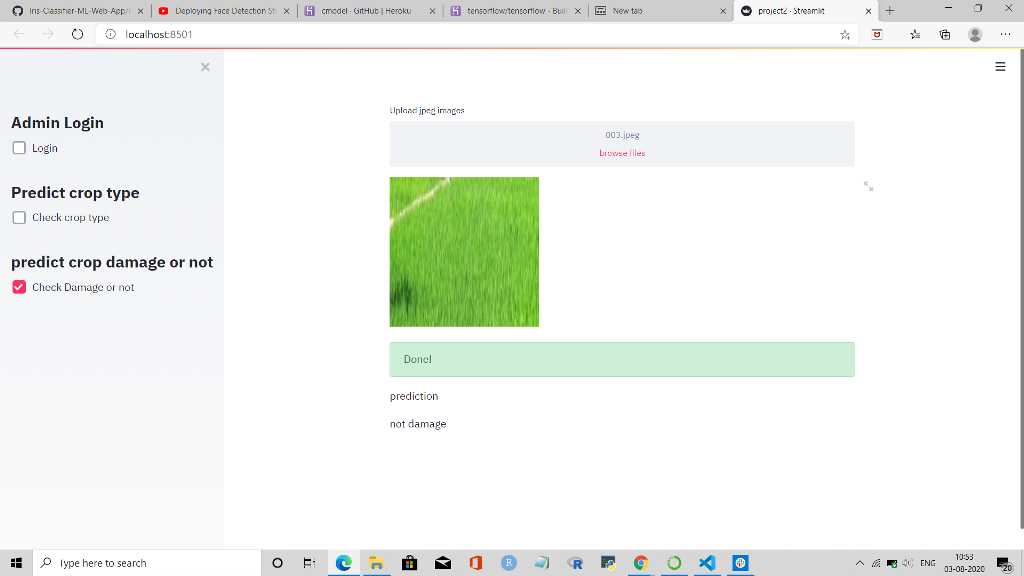 Iris-Classifier-ML-Web-App/r
Deploying Face Detection St
cmodel · GitHub | Heroku
tensorflow/tensorflow - Buil
New tab
project2 · Streamlit
localhost:8501
Admin Login
Login
Predict crop type
Check crop type
predict crop damage or not
Check Damage or not
Upload jpeg images
003.jpeg
browse files
Done!
prediction
not damage
Type here to search
ENG
10:53
03-08-2020
20